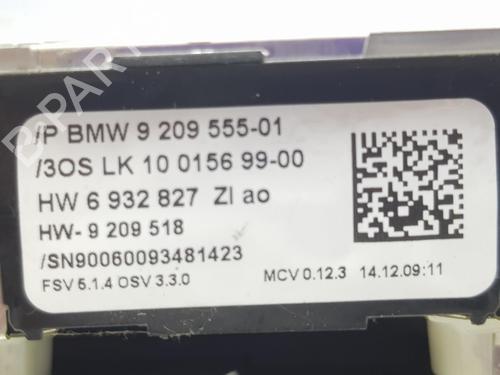 /P BMW 9 209 555-01
/3OS LK 10 0156 99-00
HW 6 932 827 ZI ao
HW- 9 209 518
/SN90060093481423
FSV 5.1.4 OSV 3.3.0 MCV 0.12.3 14.12.09:11
B-PARTS